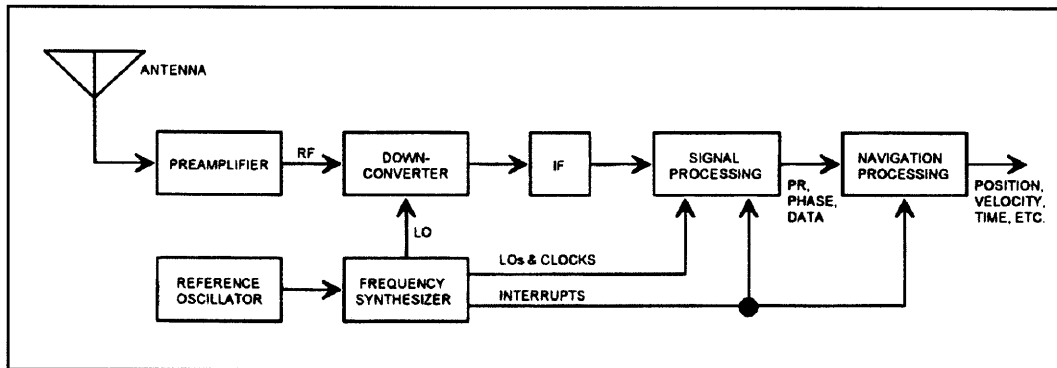 ANTENNA
PREAMPLIFIER
RF
DOWN-
CONVERTER
IF
SIGNAL
PROCESSING
PR,
PHASE,
DATA
NAVIGATION
PROCESSING
POSITION,
VELOCITY,
TIME, ETC.
LO
REFERENCE
OSCILLATOR
FREQUENCY
SYNTHESIZER
LOs & CLOCKS
INTERRUPTS